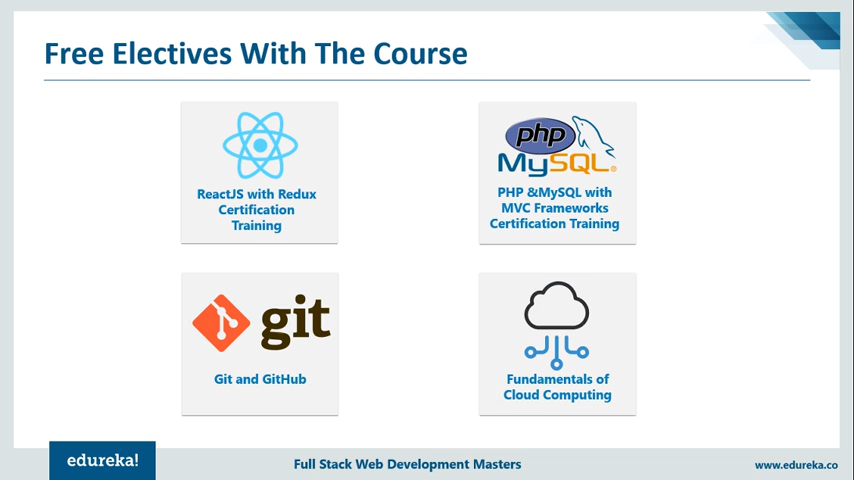 Free Electives With The Course
ReactJS with Redux
Certification
Training
php
MySQL®
PHP &MySQL with
MVC Frameworks
Certification Training
git
Git and GitHub
Fundamentals of
Cloud Computing
edureka!
Full Stack Web Development Masters
www.edureka.co